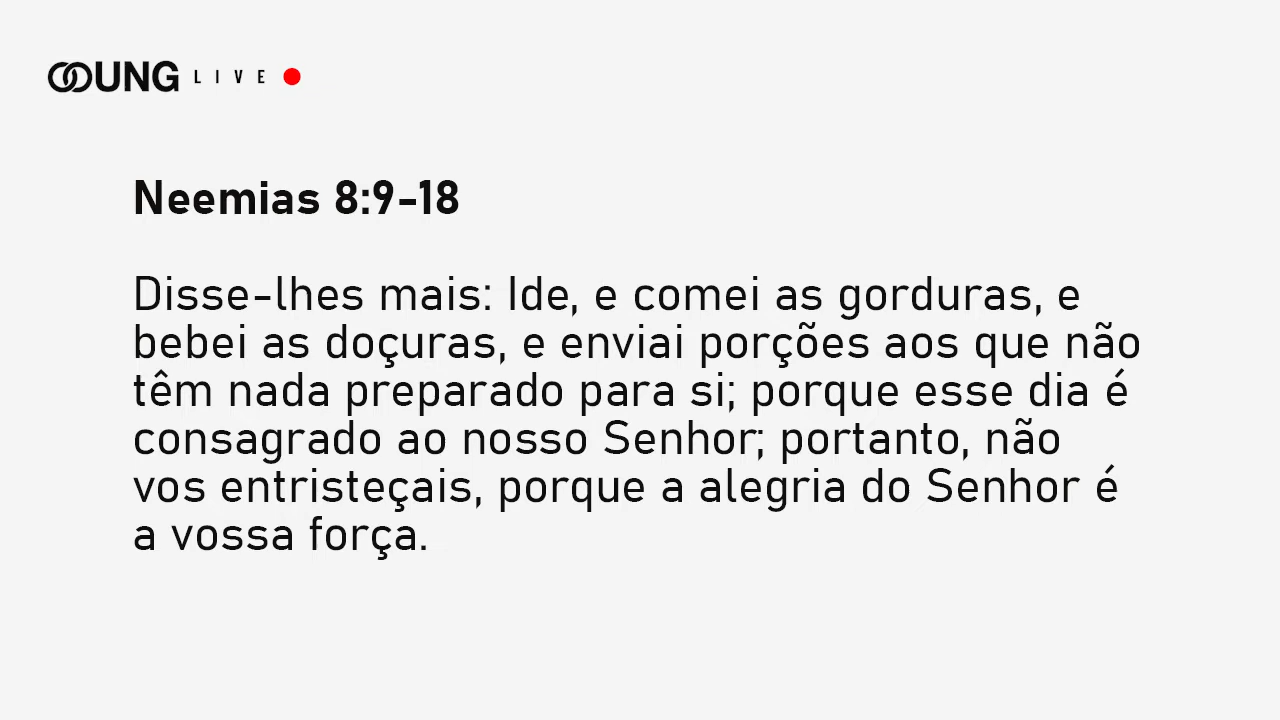 OOUNG LIVE
Neemias 8:9-18
Disse-lhes mais: Ide, e comei as gorduras, e
bebei as doçuras, e enviai porções aos que não
têm nada preparado para si; porque esse dia é
consagrado ao nosso Senhor; portanto, não
vos entristeçais, porque a alegria do Senhor é
a vossa força.